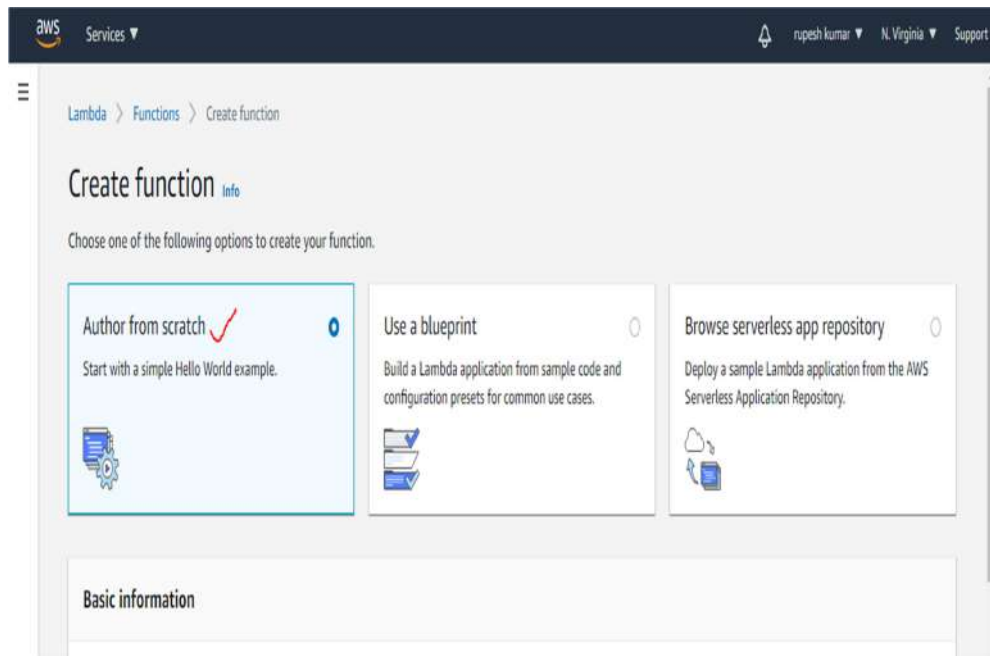 aws Services ▼ rupesh kumar ▼ N. Virginia ▼ Support
Lambda > Functions > Create function
Create function Info
Choose one of the following options to create your function.
Author from scratch
Start with a simple Hello World example.
Use a blueprint
Build a Lambda application from sample code and
configuration presets for common use cases.
Browse serverless app repository
Deploy a sample Lambda application from the AWS
Serverless Application Repository.
Basic information